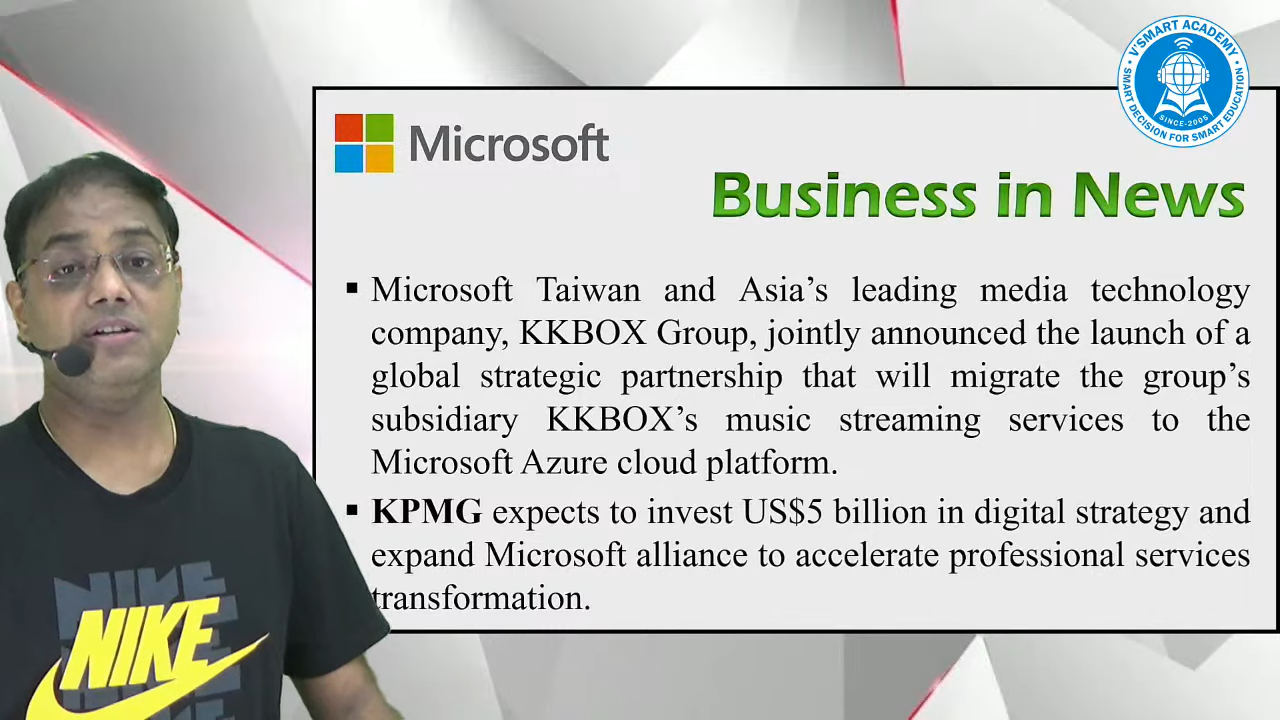 V'SMART ACADEMY
SINCE-2005
SMART DECISION FOR SMART EDUCATION
Microsoft
Business in News
▪ Microsoft Taiwan and Asia’s leading media technology
company, KKBOX Group, jointly announced the launch of a
global strategic partnership that will migrate the group’s
subsidiary KKBOX’s music streaming services to the
Microsoft Azure cloud platform.
▪ KPMG expects to invest US$5 billion in digital strategy and
expand Microsoft alliance to accelerate professional services
transformation.
NIKE
NIKE